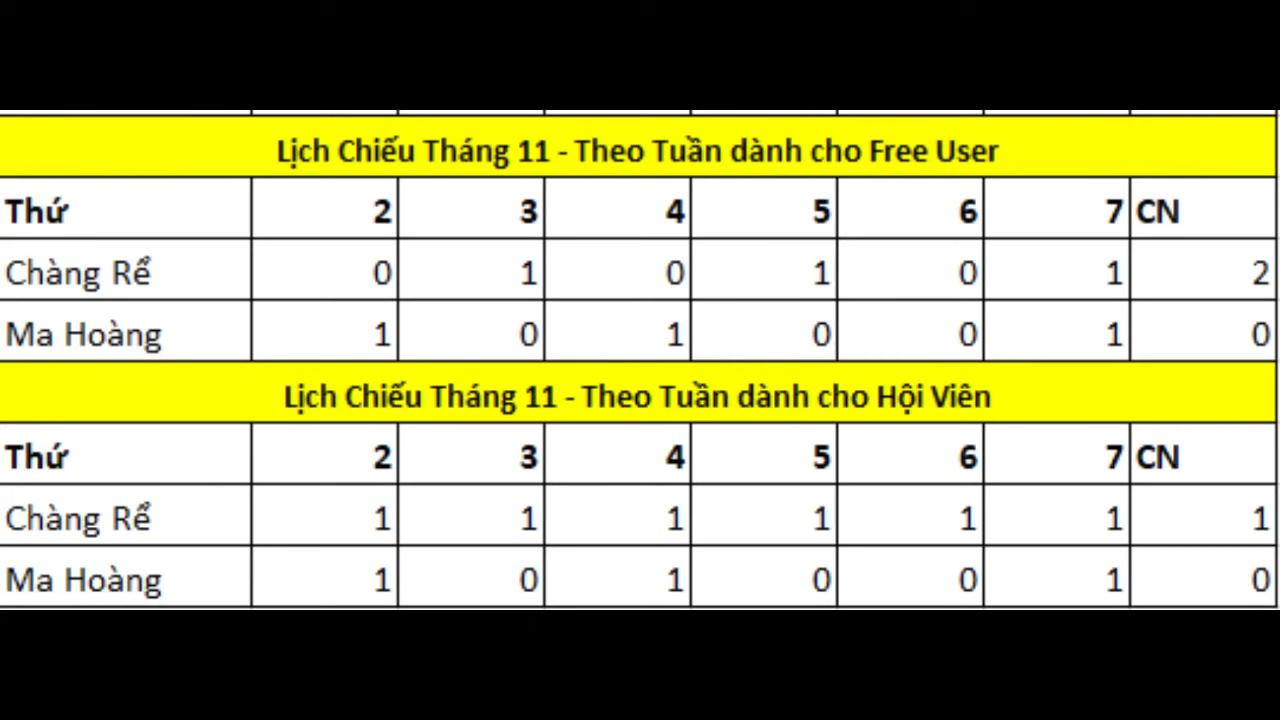 Lịch Chiếu Tháng 11 - Theo Tuần dành cho Free User
Thứ 2 3 4 5 6 7 CN
Chàng Rể 0 1 0 1 0 1 2
Ma Hoàng 1 0 1 0 0 1 0
Lịch Chiếu Tháng 11 - Theo Tuần dành cho Hội Viên
Thứ 2 3 4 5 6 7 CN
Chàng Rể 1 1 1 1 1 1 1
Ma Hoàng 1 0 1 0 0 1 0